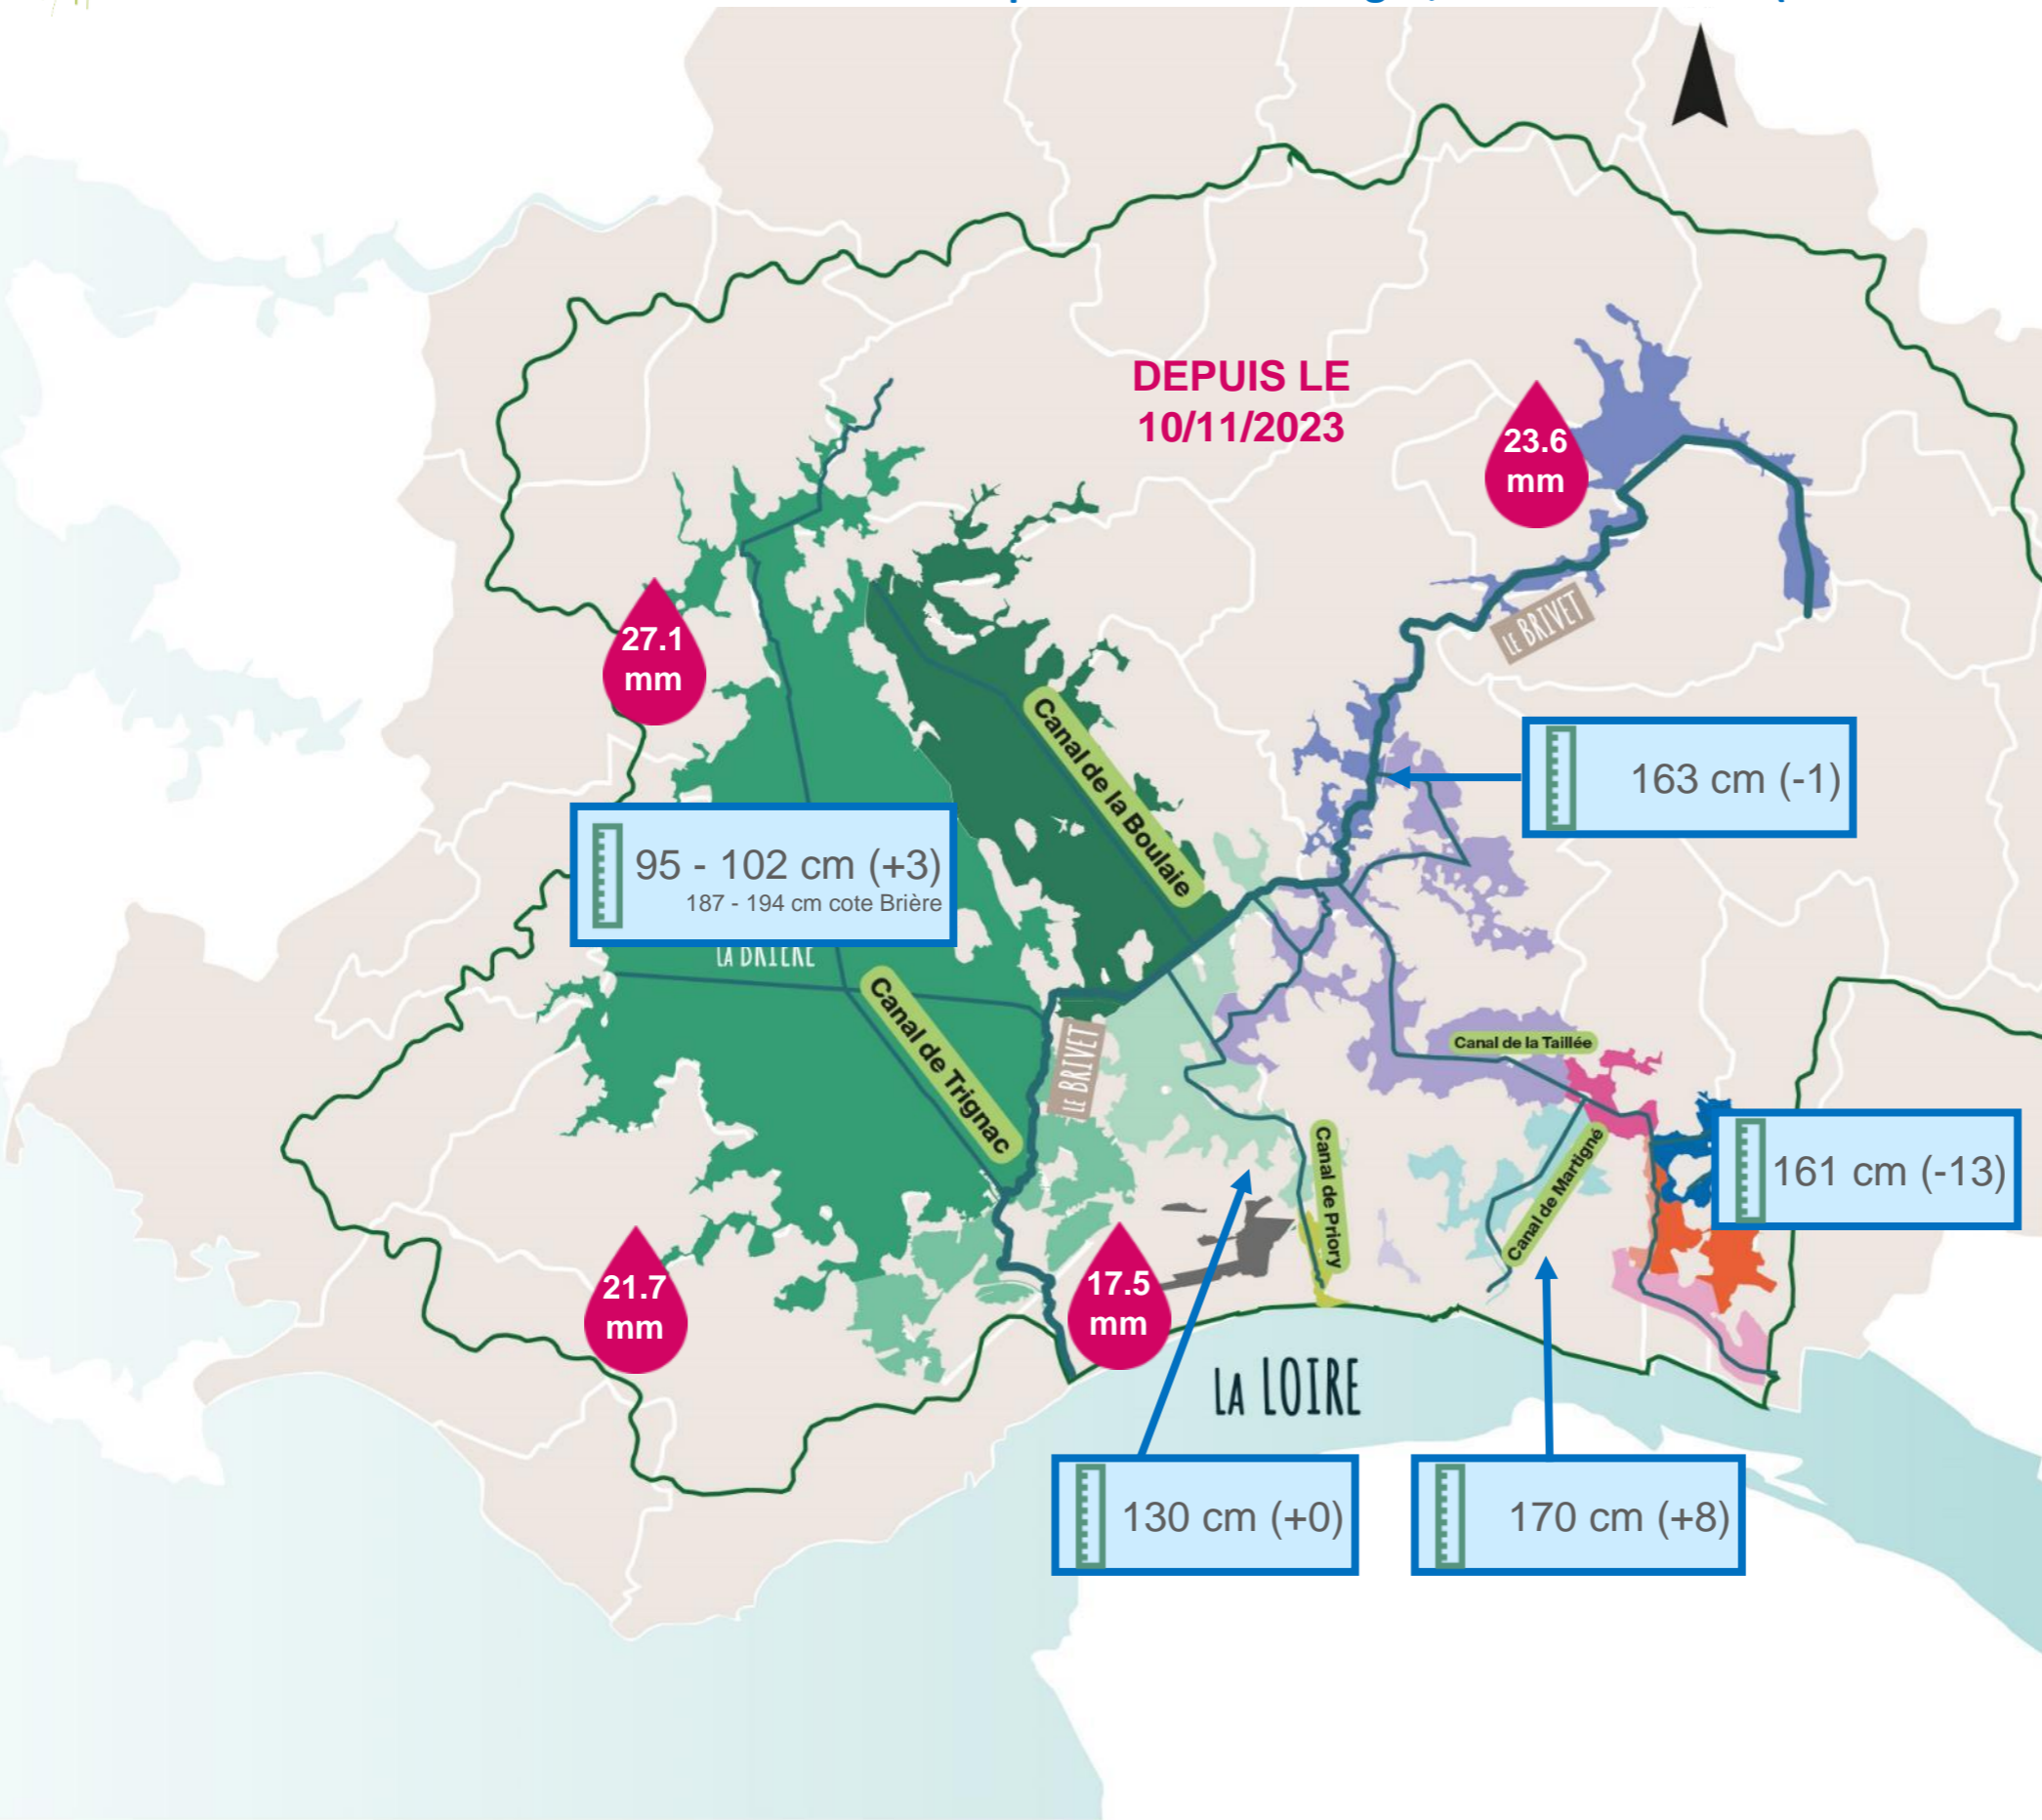 DEPUIS LE
10/11/2023
23.6
mm
LE BRIVET
27.1
mm
Canal de la Boulaie
163 cm (-1)
95 - 102 cm (+3)
187 - 194 cm cote Brière
LA BRIÈRE
Canal de Trignac
LE BRIVET
Canal de la Taillée
Canal de Priory
Canal de Martigné
161 cm (-13)
21.7
mm
17.5
mm
LA LOIRE
130 cm (+0)
170 cm (+8)